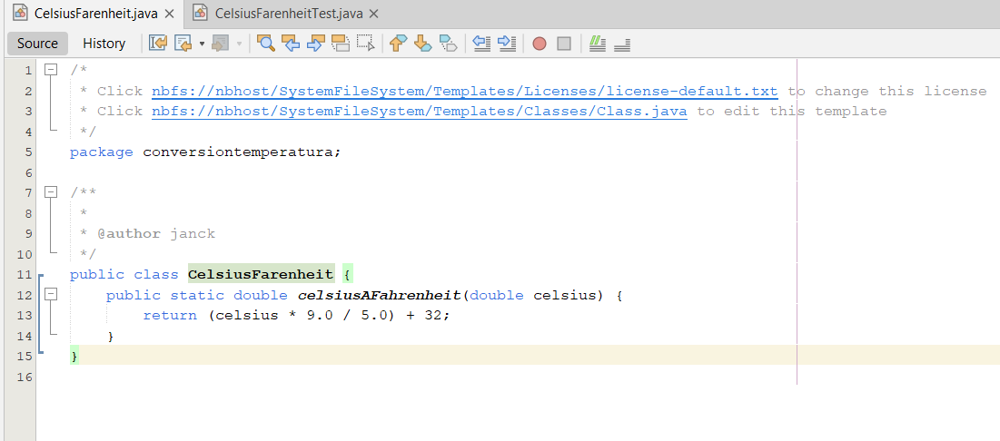 CelsiusFarenheit.java
CelsiusFarenheitTest.java
Source History
1 /*
2 * Click nbfs://nbhost/SystemFileSystem/Templates/Licenses/license-default.txt to change this license
3 * Click nbfs://nbhost/SystemFileSystem/Templates/Classes/Class.java to edit this template
4 */
5 package conversiontemperatura;
6
7 /**
8 *
9 * @author janck
10 */
11 public class CelsiusFarenheit {
12 public static double celsiusAFahrenheit(double celsius) {
13 return (celsius * 9.0 / 5.0) + 32;
14 }
15 }
16